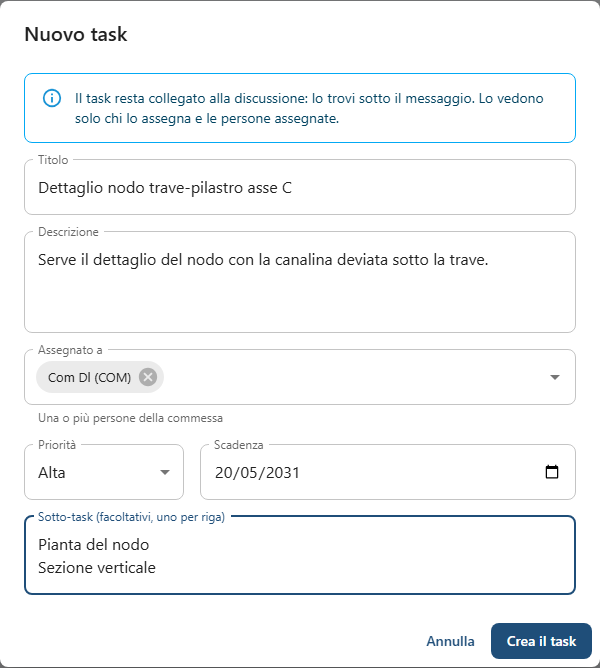 Nuovo task
Il task resta collegato alla discussione: lo trovi sotto il messaggio. Lo vedono
solo chi lo assegna e le persone assegnate.
Titolo
Dettaglio nodo trave-pilastro asse C
Descrizione
Serve il dettaglio del nodo con la canalina deviata sotto la trave.
Assegnato a
Com Dl (COM)
Una o più persone della commessa
Priorità
Alta
Scadenza
20/05/2031
Sotto-task (facoltativi, uno per riga)
Pianta del nodo
Sezione verticale
Annulla
Crea il task